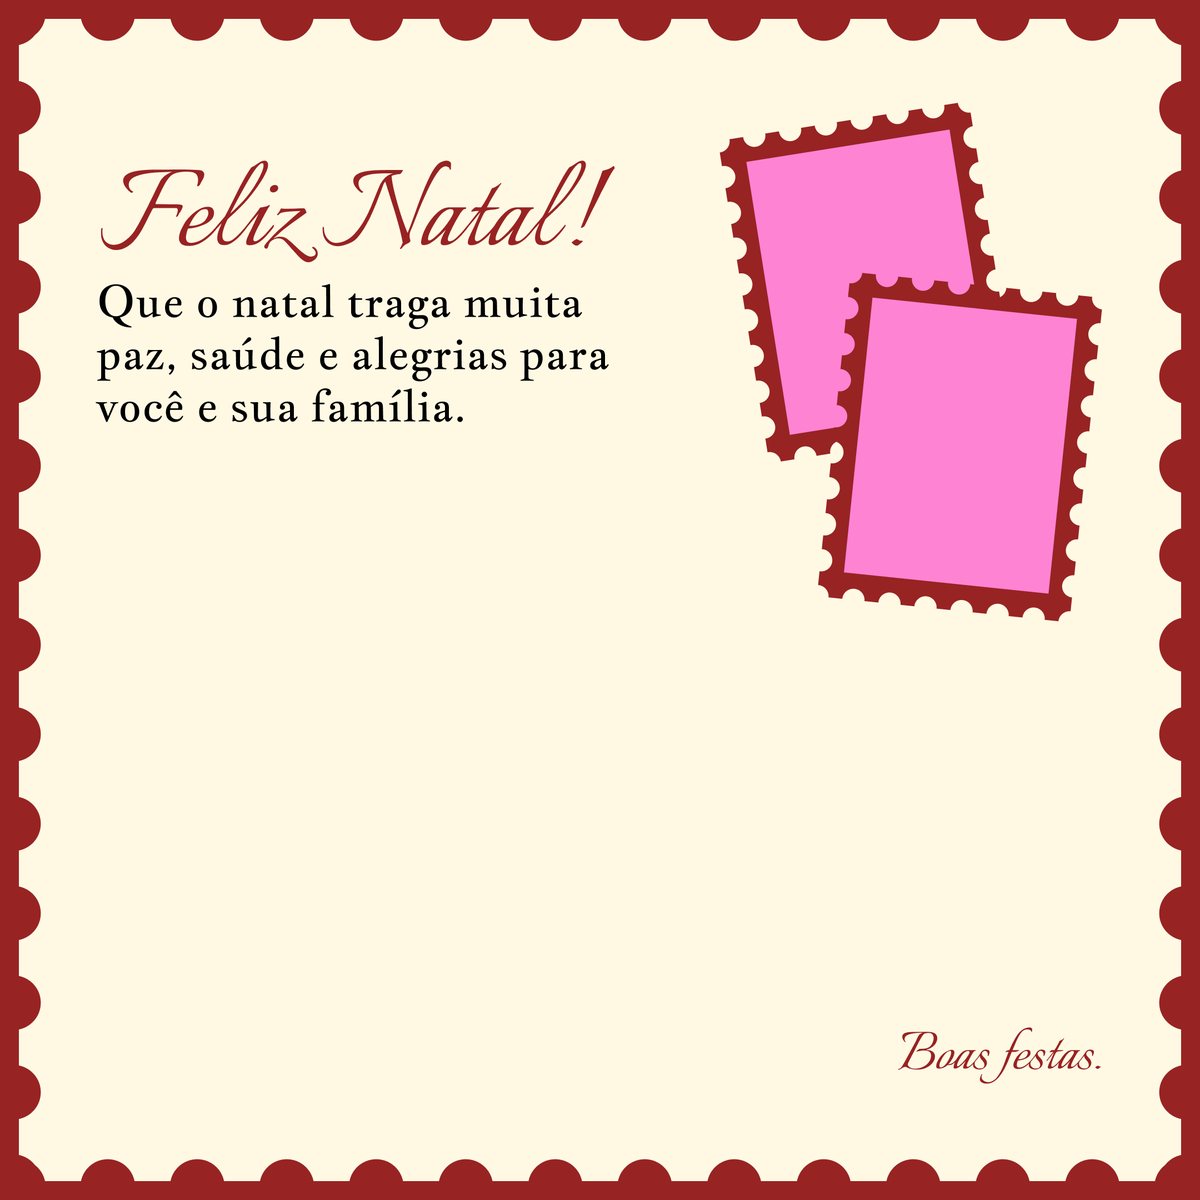 Feliz Natal!
Que o natal traga muita
paz, saúde e alegrias para
você e sua família.
Boas festas.